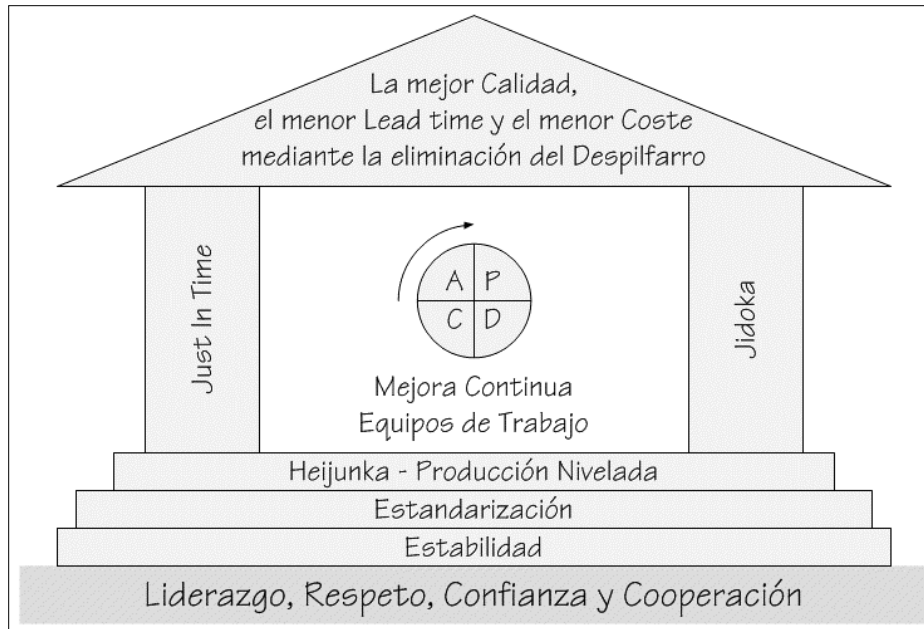 La mejor Calidad,
el menor Lead time y el menor Coste
mediante la eliminación del Despilfarro
Just In Time
A P
C D
Jidoka
Mejora Continua
Equipos de Trabajo
Heijunka - Producción Nivelada
Estandarización
Estabilidad
Liderazgo, Respeto, Confianza y Cooperación